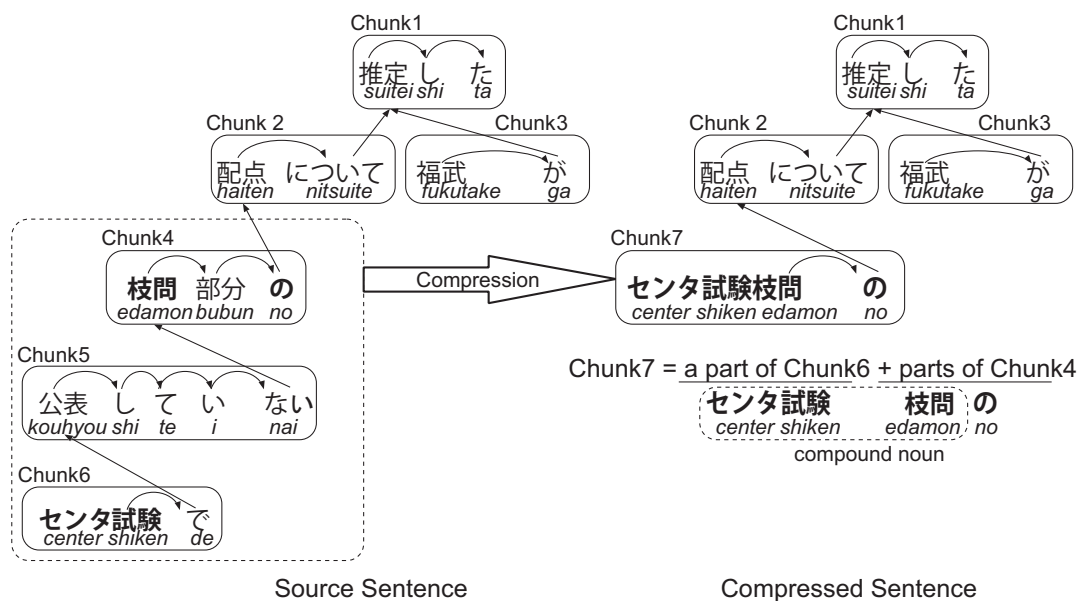 Chunk1
推定 し た
suitei shi ta
Chunk 2
配点 について
haiten nitsuite
Chunk3
福武 が
fukutake ga
Chunk4
枝問 部分 の
edamon bubun no
Chunk5
公表 し て い ない
kouhyou shi te i nai
Chunk6
センタ試験 で
center shiken de
Source Sentence
Compression
Chunk1
推定 し た
suitei shi ta
Chunk 2
配点 について
haiten nitsuite
Chunk3
福武 が
fukutake ga
Chunk7
センタ試験枝問 の
center shiken edamon no
Chunk7 = a part of Chunk6 + parts of Chunk4
センタ試験 枝問 の
center shiken edamon no
compound noun
Compressed Sentence